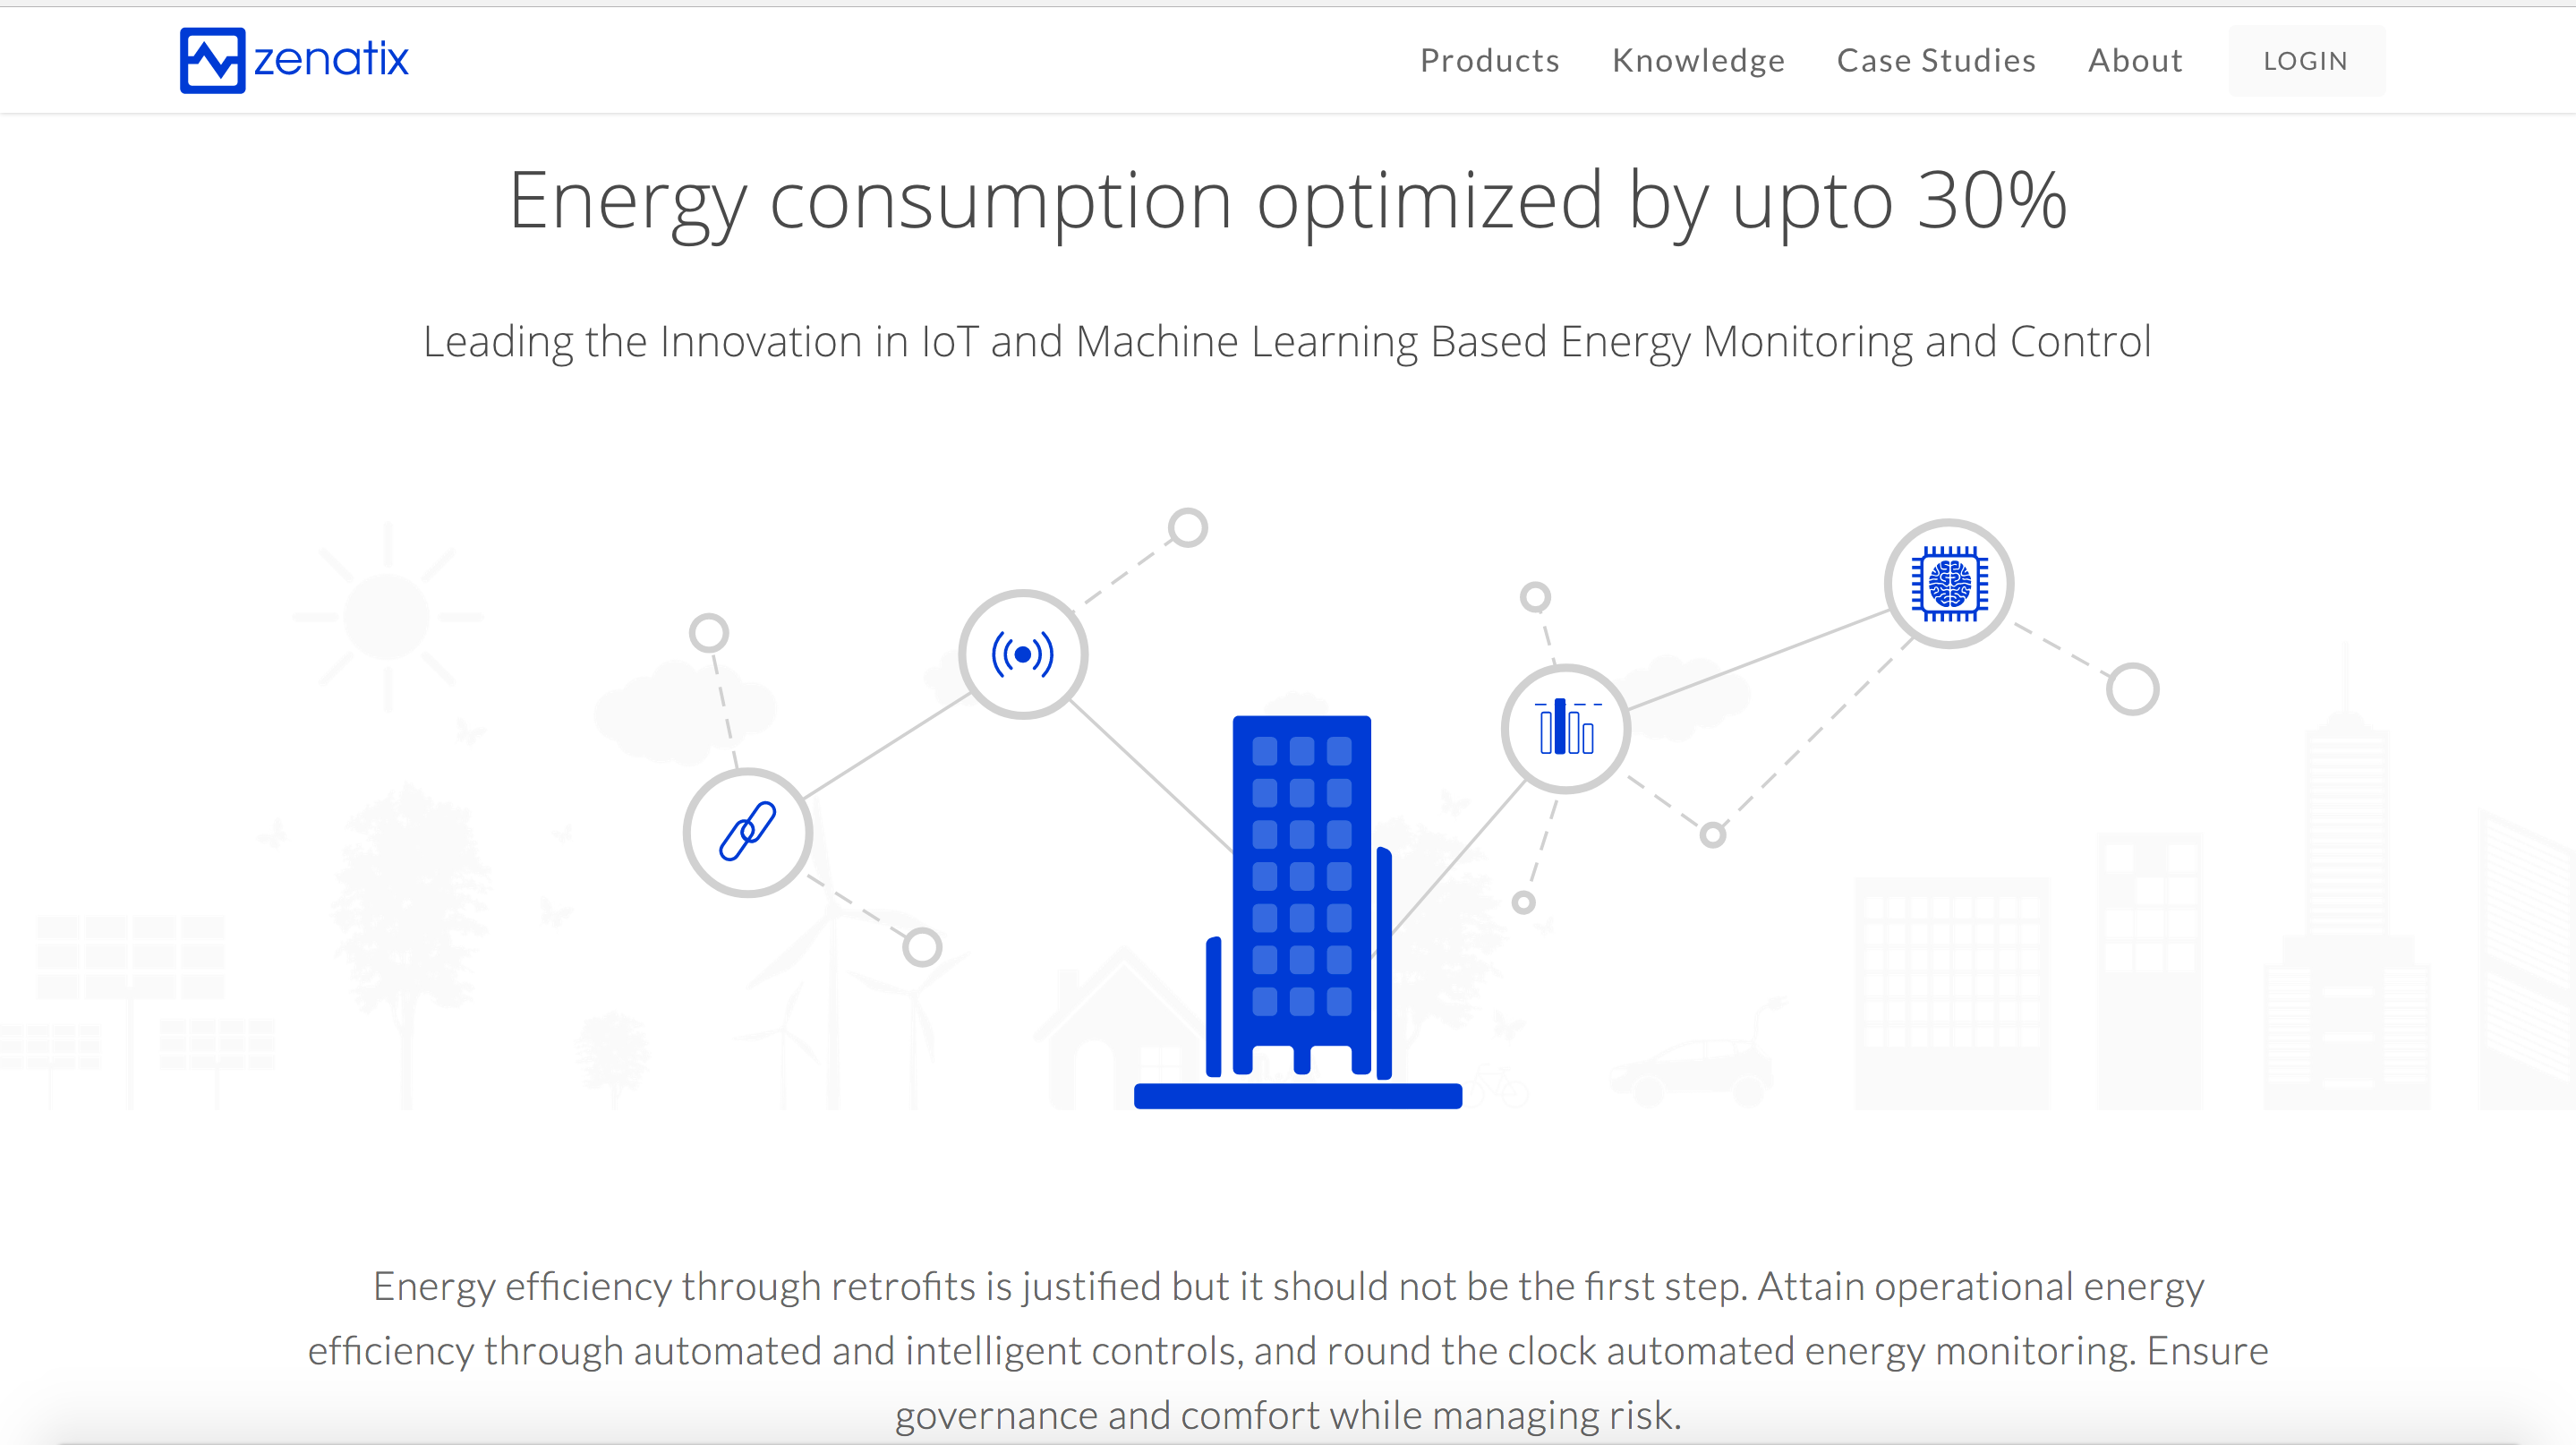 zenatix
Products Knowledge Case Studies About LOGIN
Energy consumption optimized by upto 30%
Leading the Innovation in IoT and Machine Learning Based Energy Monitoring and Control
Energy efficiency through retrofits is justified but it should not be the first step. Attain operational energy
efficiency through automated and intelligent controls, and round the clock automated energy monitoring. Ensure
governance and comfort while managing risk.